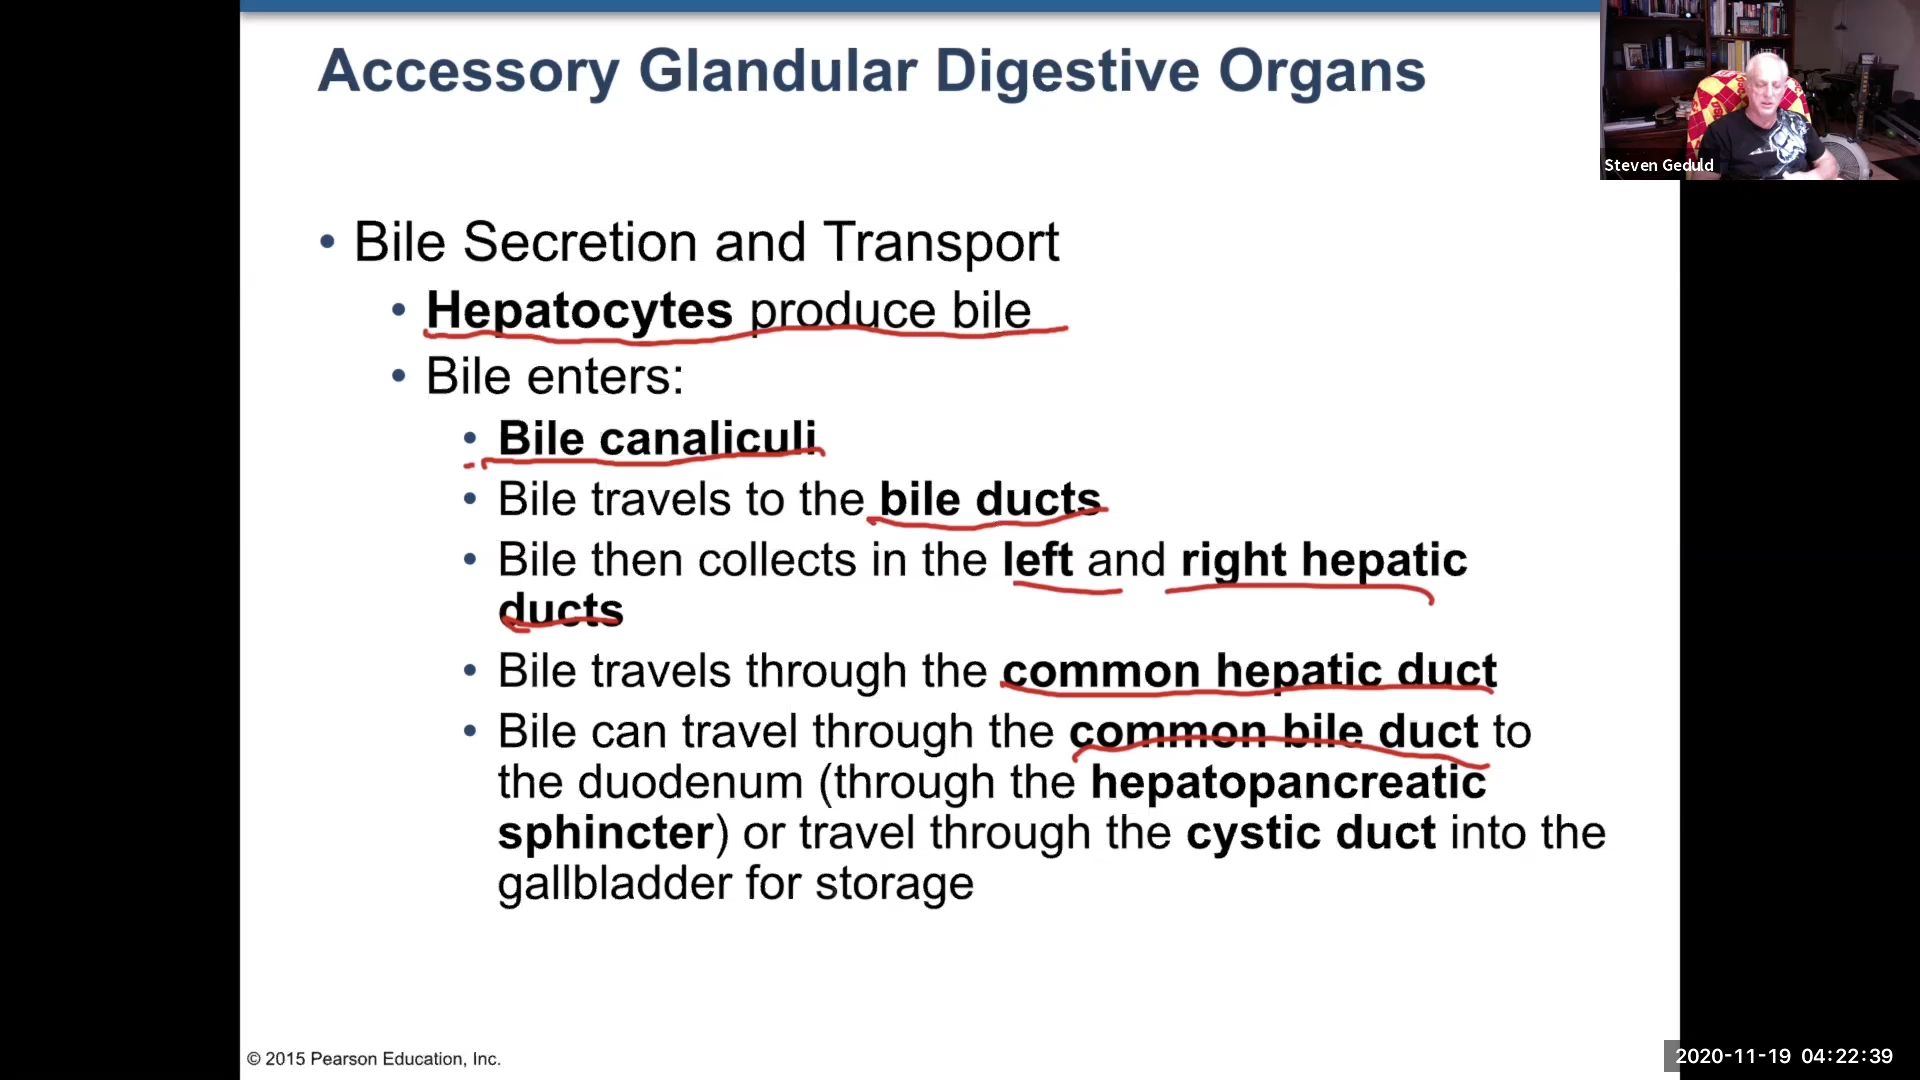 Accessory Glandular Digestive Organs
Steven Geduld
• Bile Secretion and Transport
• Hepatocytes produce bile
• Bile enters:
• Bile canaliculi
• Bile travels to the bile ducts
• Bile then collects in the left and right hepatic
ducts
• Bile travels through the common hepatic duct
• Bile can travel through the common bile duct to
the duodenum (through the hepatopancreatic
sphincter) or travel through the cystic duct into the
gallbladder for storage
© 2015 Pearson Education, Inc.
2020-11-19 04:22:39